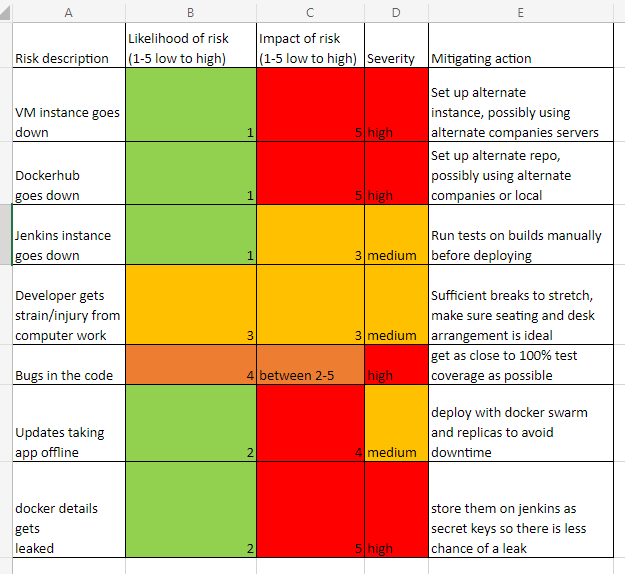 A B C D E
Risk description
Likelihood of risk
(1-5 low to high)
Impact of risk
(1-5 low to high)
Severity
Mitigating action
VM instance goes
down
1
5
high
Set up alternate
instance, possibly using
alternate companies servers
Dockerhub
goes down
1
5
high
Set up alternate repo,
possibly using alternate
companies or local
Jenkins instance
goes down
1
3
medium
Run tests on builds manually
before deploying
Developer gets
strain/injury from
computer work
3
3
medium
Sufficient breaks to stretch,
make sure seating and desk
arrangement is ideal
Bugs in the code
4
between 2-5
high
get as close to 100% test
coverage as possible
Updates taking
app offline
2
4
medium
deploy with docker swarm
and replicas to avoid
downtime
docker details
gets
leaked
2
5
high
store them on jenkins as
secret keys so there is less
chance of a leak